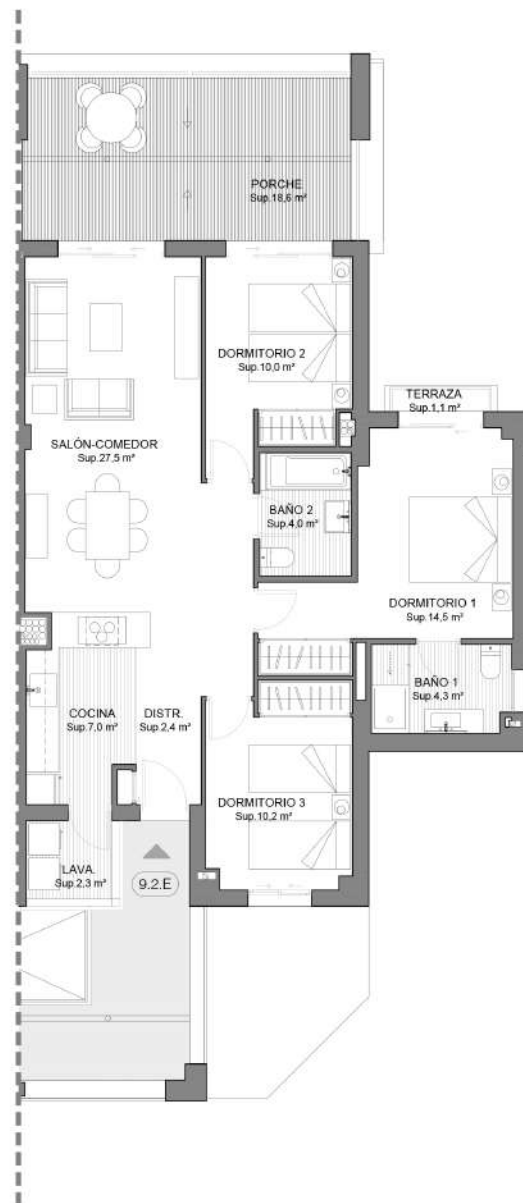 PORCHE
Sup.18,6 m²
DORMITORIO 2
Sup.10,0 m²
TERRAZA
Sup.1,1 m²
SALÓN-COMEDOR
Sup.27,5 m²
BAÑO 2
Sup.4,0 m²
DORMITORIO 1
Sup.14,5 m²
BAÑO 1
Sup.4,3 m²
COCINA
Sup.7,0 m²
DISTR.
Sup.2,4 m²
DORMITORIO 3
Sup.10,2 m²
LAVA.
Sup.2,3 m²
9.2.E